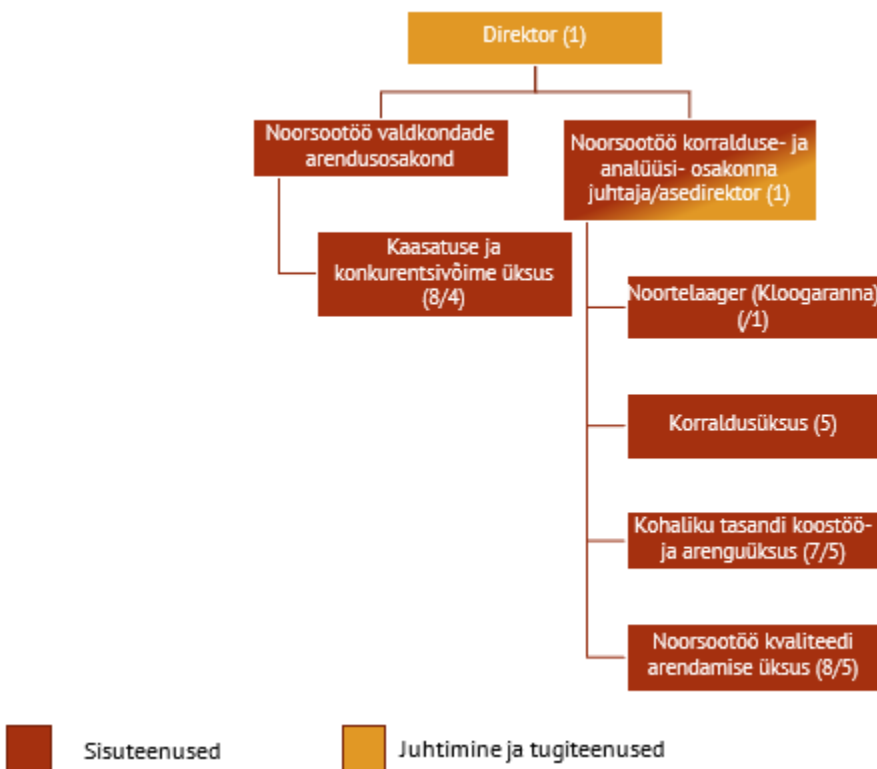 Direktor (1)
Noorsootöö valdkondade
arendusosakond
Noorsootöö korralduse- ja
analüüsi- osakonna
juhtaja/asedirektor (1)
Kaasatuse ja
konkurentsivõime üksus
(8/4)
Noortelaager (Kloogaranna)
(/1)
Korraldusüksus (5)
Kohaliku tasandi koostöö-
ja arenguüksus (7/5)
Noorsootöö kvaliteedi
arendamise üksus (8/5)
Sisuteenused
Juhtimine ja tugiteenused